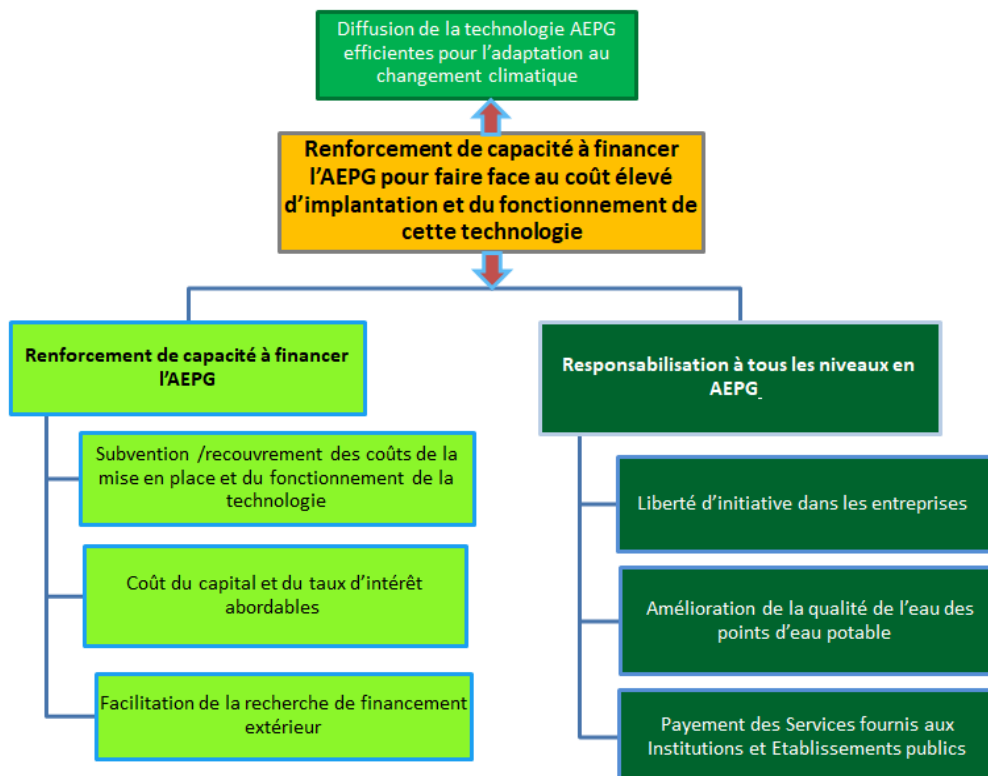 Diffusion de la technologie AEPG
efficientes pour l’adaptation au
changement climatique
Renforcement de capacité à financer
l’AEPG pour faire face au coût élevé
d’implantation et du fonctionnement de
cette technologie
Renforcement de capacité à financer
l’AEPG
Subvention /recouvrement des coûts de la
mise en place et du fonctionnement de la
technologie
Coût du capital et du taux d’intérêt
abordables
Facilitation de la recherche de financement
extérieur
Responsabilisation à tous les niveaux en
AEPG
Liberté d’initiative dans les entreprises
Amélioration de la qualité de l’eau des
points d’eau potable
Payement des Services fournis aux
Institutions et Etablissements publics